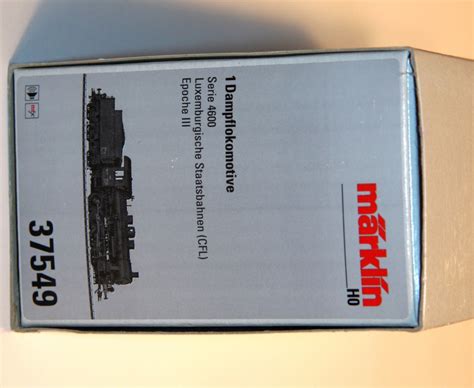 märklin
H0
1 Dampflokomotive
Serie 4600
Luxemburgische Staatsbahnen (CFL)
Epoche III
37549